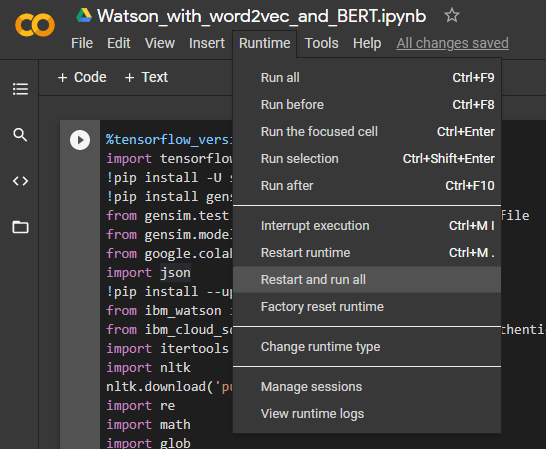 Watson_with_word2vec_and_BERT.ipynb
File Edit View Insert Runtime Tools Help All changes saved
+ Code + Text
Run all Ctrl+F9
Run before Ctrl+F8
Run the focused cell Ctrl+Enter
Run selection Ctrl+Shift+Enter
Run after Ctrl+F10
Interrupt execution Ctrl+M I
Restart runtime Ctrl+M .
Restart and run all
Factory reset runtime
Change runtime type
Manage sessions
View runtime logs
%tensorflow_versi
import tensorflow
!pip install -U s
!pip install gens
from gensim.test file
from gensim.mode
from google.colab
import json
!pip install --up
from ibm_watson i
from ibm_cloud_sd
import itertools
import nltk
nltk.download('pu
import re
import math
import glob